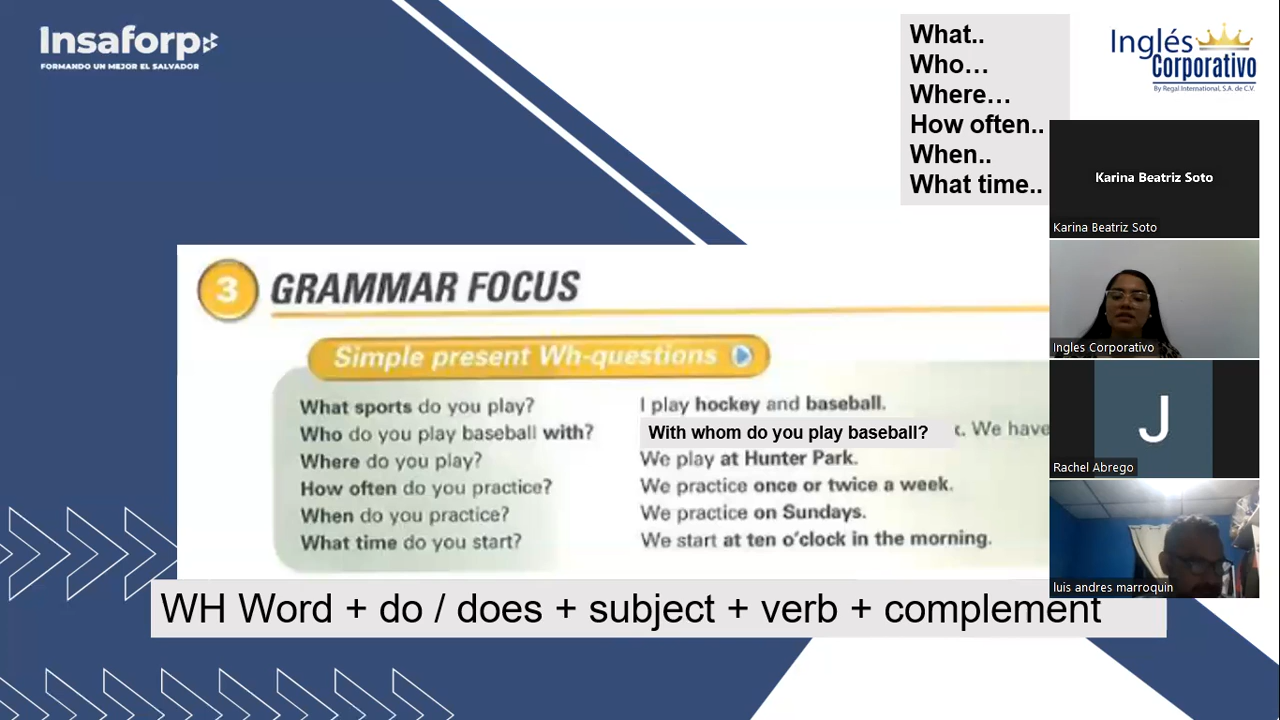 Insaforp
FORMANDO UN MEJOR EL SALVADOR
What..
Who...
Where...
How often..
When..
What time..
Inglés
Corporativo
By Regal International, S.A. de C.V.
Karina Beatriz Soto
Karina Beatriz Soto
Ingles Corporativo
J
Rachel Abrego
luis andres marroquin
3 GRAMMAR FOCUS
Simple present Wh-questions
What sports do you play? I play hockey and baseball.
Who do you play baseball with? With whom do you play baseball? We have
Where do you play? We play at Hunter Park.
How often do you practice? We practice once or twice a week.
When do you practice? We practice on Sundays.
What time do you start? We start at ten o'clock in the morning.
WH Word + do / does + subject + verb + complement